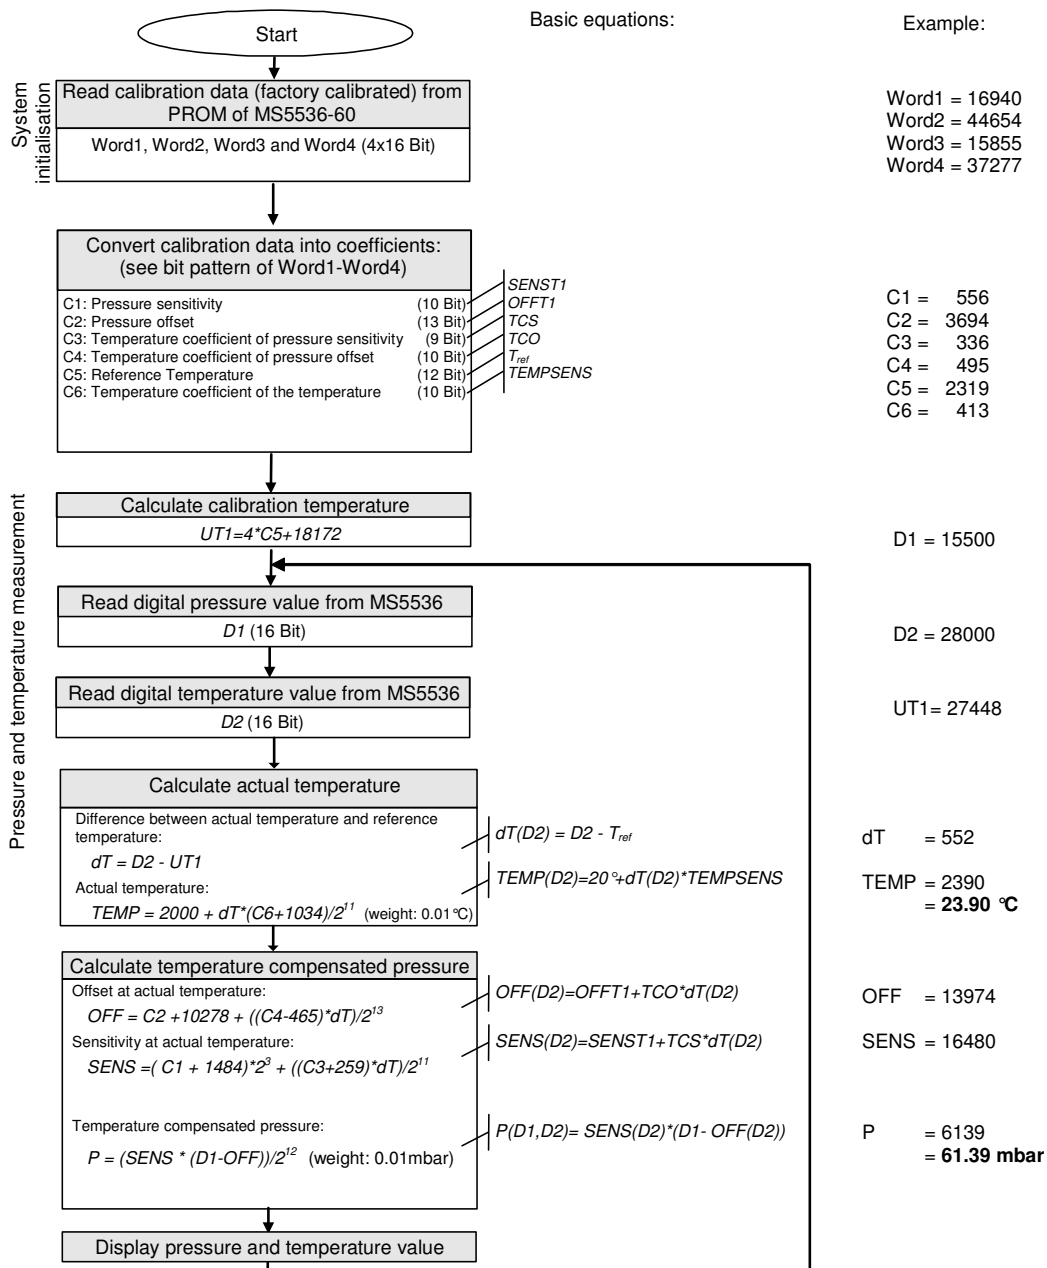 Basic equations:
Example:
Start
System
initialisation
Read calibration data (factory calibrated) from
PROM of MS5536-60
Word1, Word2, Word3 and Word4 (4x16 Bit)
Word1 = 16940
Word2 = 44654
Word3 = 15855
Word4 = 37277
Convert calibration data into coefficients:
(see bit pattern of Word1-Word4)
C1: Pressure sensitivity (10 Bit) SENST1
C2: Pressure offset (13 Bit) OFFT1
C3: Temperature coefficient of pressure sensitivity (9 Bit) TCS
C4: Temperature coefficient of pressure offset (10 Bit) TCO
C5: Reference Temperature (12 Bit) Tref
C6: Temperature coefficient of the temperature (10 Bit) TEMPSENS
C1 = 556
C2 = 3694
C3 = 336
C4 = 495
C5 = 2319
C6 = 413
Pressure and temperature measurement
Calculate calibration temperature
UT1=4*C5+18172
D1 = 15500
Read digital pressure value from MS5536
D1 (16 Bit)
D2 = 28000
Read digital temperature value from MS5536
D2 (16 Bit)
UT1= 27448
Calculate actual temperature
Difference between actual temperature and reference
temperature:
dT = D2 - UT1
dT(D2) = D2 - Tref
dT = 552
Actual temperature:
TEMP = 2000 + dT*(C6+1034)/2^11 (weight: 0.01°C)
TEMP(D2)=20°+dT(D2)*TEMPSENS
TEMP = 2390
= 23.90 °C
Calculate temperature compensated pressure
Offset at actual temperature:
OFF = C2 +10278 + ((C4-465)*dT)/2^13
OFF(D2)=OFFT1+TCO*dT(D2)
OFF = 13974
Sensitivity at actual temperature:
SENS =( C1 + 1484)*2^3 + ((C3+259)*dT)/2^11
SENS(D2)=SENST1+TCS*dT(D2)
SENS = 16480
Temperature compensated pressure:
P = (SENS * (D1-OFF))/2^12 (weight: 0.01mbar)
P(D1,D2)= SENS(D2)*(D1- OFF(D2))
P = 6139
= 61.39 mbar
Display pressure and temperature value